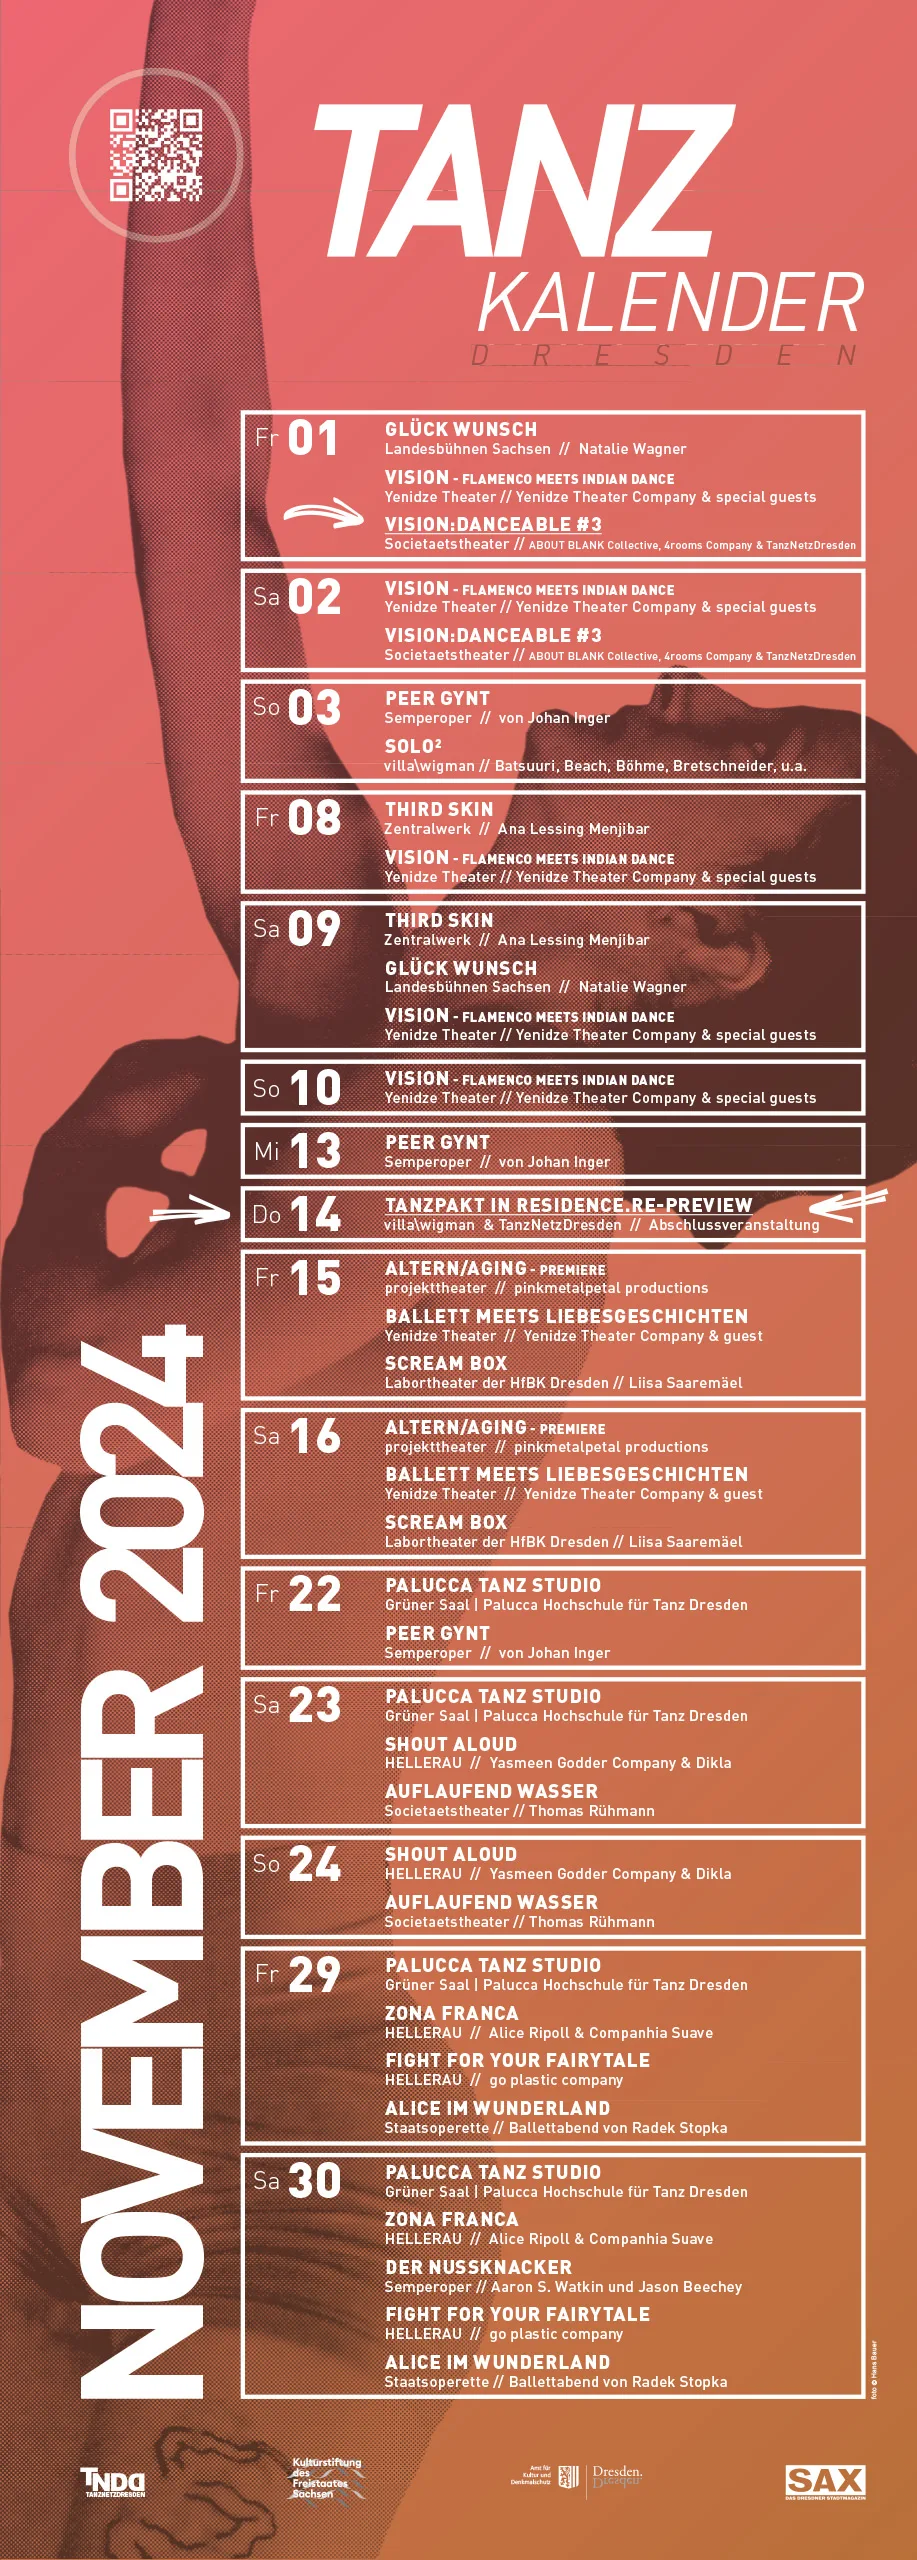 TANZ
KALENDER
DRESDEN
NOVEMBER 2024
Fr 01
GLÜCK WUNSCH
Landesbühnen Sachsen // Natalie Wagner
VISION - FLAMENCO MEETS INDIAN DANCE
Yenidze Theater // Yenidze Theater Company & special guests
VISION:DANCEABLE #3
Societaetstheater // ABOUT BLANK Collective, 4rooms Company & TanzNetzDresden
Sa 02
VISION - FLAMENCO MEETS INDIAN DANCE
Yenidze Theater // Yenidze Theater Company & special guests
VISION:DANCEABLE #3
Societaetstheater // ABOUT BLANK Collective, 4rooms Company & TanzNetzDresden
So 03
PEER GYNT
Semperoper // von Johan Inger
SOLO²
villa\wigman // Batsuuri, Beach, Böhme, Bretschneider, u.a.
Fr 08
THIRD SKIN
Zentralwerk // Ana Lessing Menjibar
VISION - FLAMENCO MEETS INDIAN DANCE
Yenidze Theater // Yenidze Theater Company & special guests
Sa 09
THIRD SKIN
Zentralwerk // Ana Lessing Menjibar
GLÜCK WUNSCH
Landesbühnen Sachsen // Natalie Wagner
VISION - FLAMENCO MEETS INDIAN DANCE
Yenidze Theater // Yenidze Theater Company & special guests
So 10
VISION - FLAMENCO MEETS INDIAN DANCE
Yenidze Theater // Yenidze Theater Company & special guests
Mi 13
PEER GYNT
Semperoper // von Johan Inger
Do 14
TANZPAKT IN RESIDENCE.RE-PREVIEW
villa\wigman & TanzNetzDresden // Abschlussveranstaltung
Fr 15
ALTERN/AGING - PREMIERE
projekttheater // pinkmetalpetal productions
BALLETT MEETS LIEBESGESCHICHTEN
Yenidze Theater // Yenidze Theater Company & guest
SCREAM BOX
Labortheater der HfBK Dresden // Liisa Saaremäel
Sa 16
ALTERN/AGING - PREMIERE
projekttheater // pinkmetalpetal productions
BALLETT MEETS LIEBESGESCHICHTEN
Yenidze Theater // Yenidze Theater Company & guest
SCREAM BOX
Labortheater der HfBK Dresden // Liisa Saaremäel
Fr 22
PALUCCA TANZ STUDIO
Grüner Saal | Palucca Hochschule für Tanz Dresden
PEER GYNT
Semperoper // von Johan Inger
Sa 23
PALUCCA TANZ STUDIO
Grüner Saal | Palucca Hochschule für Tanz Dresden
SHOUT ALOUD
HELLERAU // Yasmeen Godder Company & Dikla
AUFLAUFEND WASSER
Societaetstheater // Thomas Rühmann
So 24
SHOUT ALOUD
HELLERAU // Yasmeen Godder Company & Dikla
AUFLAUFEND WASSER
Societaetstheater // Thomas Rühmann
Fr 29
PALUCCA TANZ STUDIO
Grüner Saal | Palucca Hochschule für Tanz Dresden
ZONA FRANCA
HELLERAU // Alice Ripoll & Companhia Suave
FIGHT FOR YOUR FAIRYTALE
HELLERAU // go plastic company
ALICE IM WUNDERLAND
Staatsoperette // Ballettabend von Radek Stopka
Sa 30
PALUCCA TANZ STUDIO
Grüner Saal | Palucca Hochschule für Tanz Dresden
ZONA FRANCA
HELLERAU // Alice Ripoll & Companhia Suave
DER NUSSKNACKER
Semperoper // Aaron S. Watkin und Jason Beechey
FIGHT FOR YOUR FAIRYTALE
HELLERAU // go plastic company
ALICE IM WUNDERLAND
Staatsoperette // Ballettabend von Radek Stopka
foto © Hans Bauer
TNDD
TANZNETZDRESDEN
Kulturstiftung
des
Freistaates
Sachsen
Amt für
Kultur und
Denkmalschutz
Dresden.
Dresden.
SAX
DAS DRESDNER STADTMAGAZIN